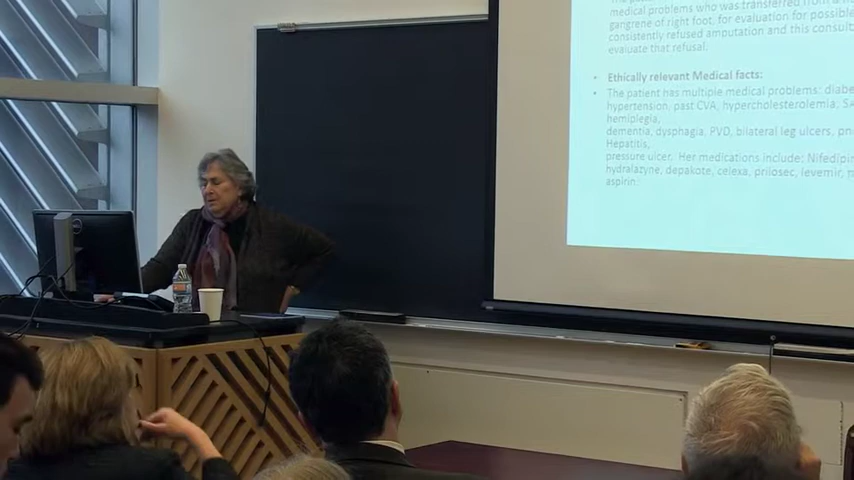 medical problems who was transferred from a
gangrene of right foot, for evaluation for possible
consistently refused amputation and this consult
evaluate that refusal.
• Ethically relevant Medical facts:
• The patient has multiple medical problems: diabe
hypertension, past CVA, hypercholesterolemia, SA
hemiplegia,
dementia, dysphagia, PVD, bilateral leg ulcers, pn
Hepatitis,
pressure ulcer. Her medications include: Nifedipin
hydralzyne, depakote, celexa, priliosec, levemir,
aspirin.